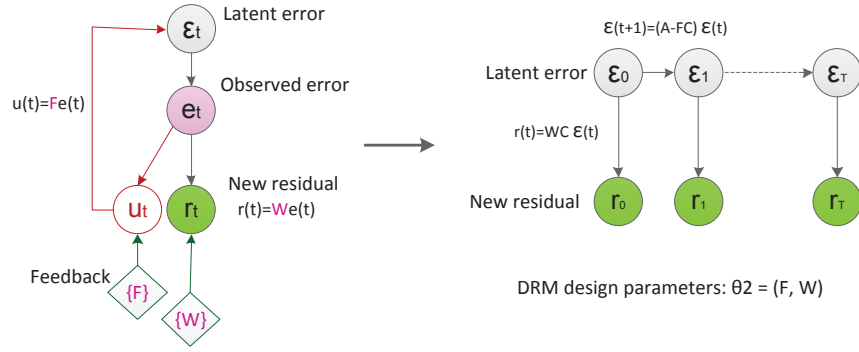 Latent error
εt
u(t)=Fe(t)
Observed error
et
New residual
r(t)=We(t)
ut
rt
Feedback
{F}
{W}
ε(t+1)=(A-FC) ε(t)
Latent error
ε0
ε1
εT
r(t)=WC ε(t)
New residual
r0
r1
rT
DRM design parameters: θ2 = (F, W)